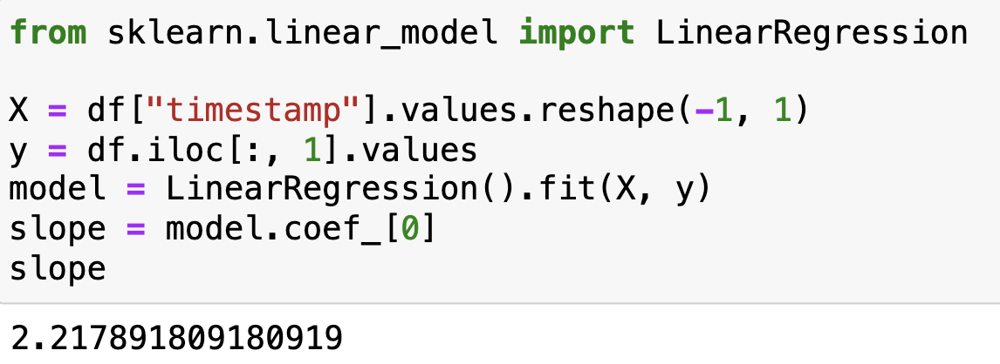 from sklearn.linear_model import LinearRegression
X = df["timestamp"].values.reshape(-1, 1)
y = df.iloc[:, 1].values
model = LinearRegression().fit(X, y)
slope = model.coef_[0]
slope
2.217891809180919